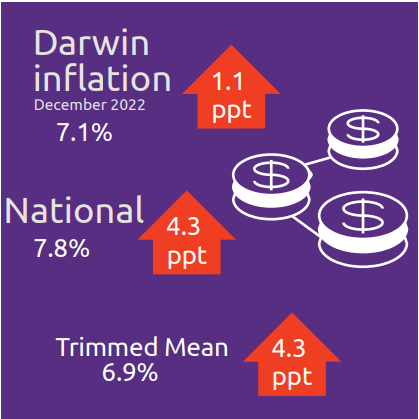 Darwin
inflation
December 2022
7.1%
1.1
ppt
$
$
$
National
7.8%
4.3
ppt
Trimmed Mean
6.9%
4.3
ppt